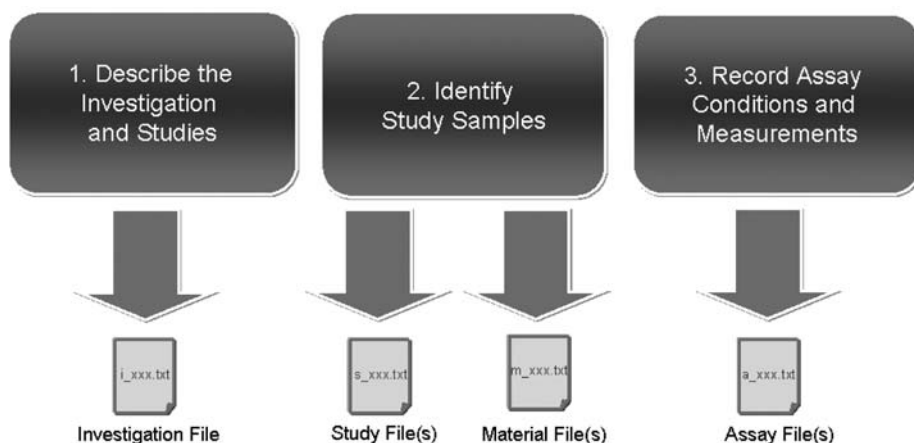 1. Describe the
Investigation
and Studies
2. Identify
Study Samples
3. Record Assay
Conditions and
Measurements
i_xxx.txt
s_xxx.txt
m_xxx.txt
a_xxx.txt
Investigation File
Study File(s)
Material File(s)
Assay File(s)